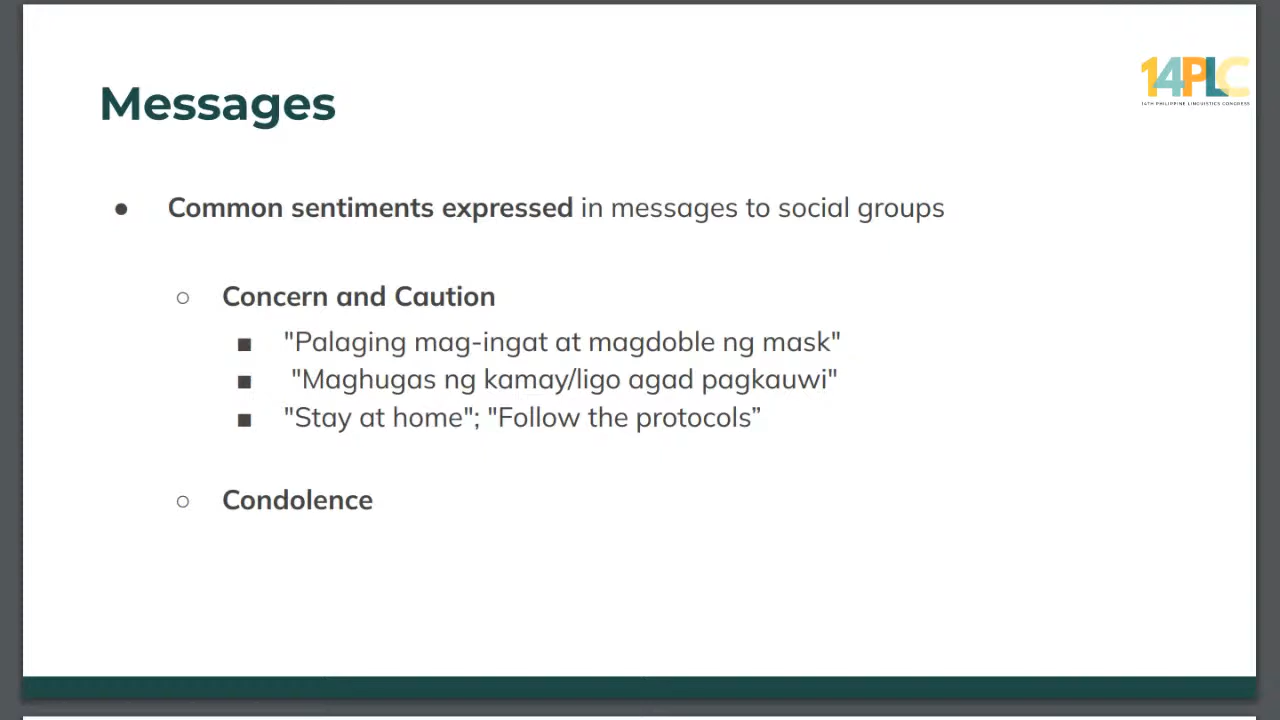 14PLC
14TH PHILIPPINE LINGUISTICS CONGRESS
Messages
● Common sentiments expressed in messages to social groups
○ Concern and Caution
■ "Palaging mag-ingat at magdoble ng mask"
■ "Maghugas ng kamay/ligo agad pagkauwi"
■ "Stay at home"; "Follow the protocols”
○ Condolence